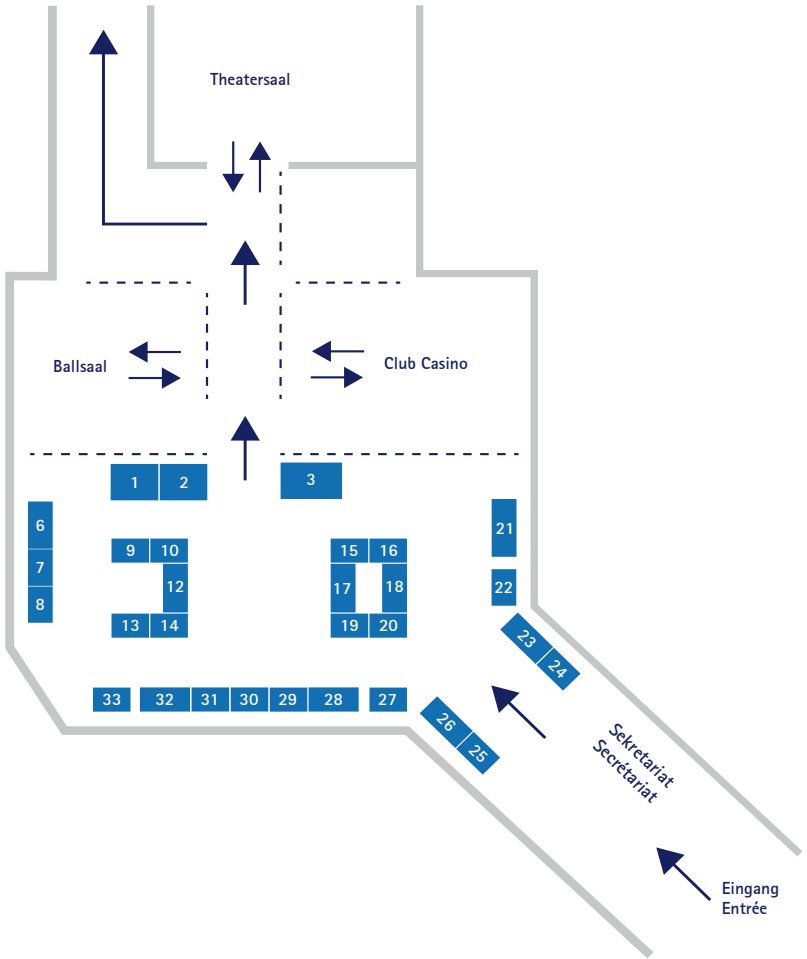 Theatersaal
Ballsaal
Club Casino
1 2 3
6
7
8
9 10
12
13 14
15 16
17 18
19 20
21
22
23
24
33 32 31 30 29 28 27
26
25
Sekretariat
Secrétariat
Eingang
Entrée